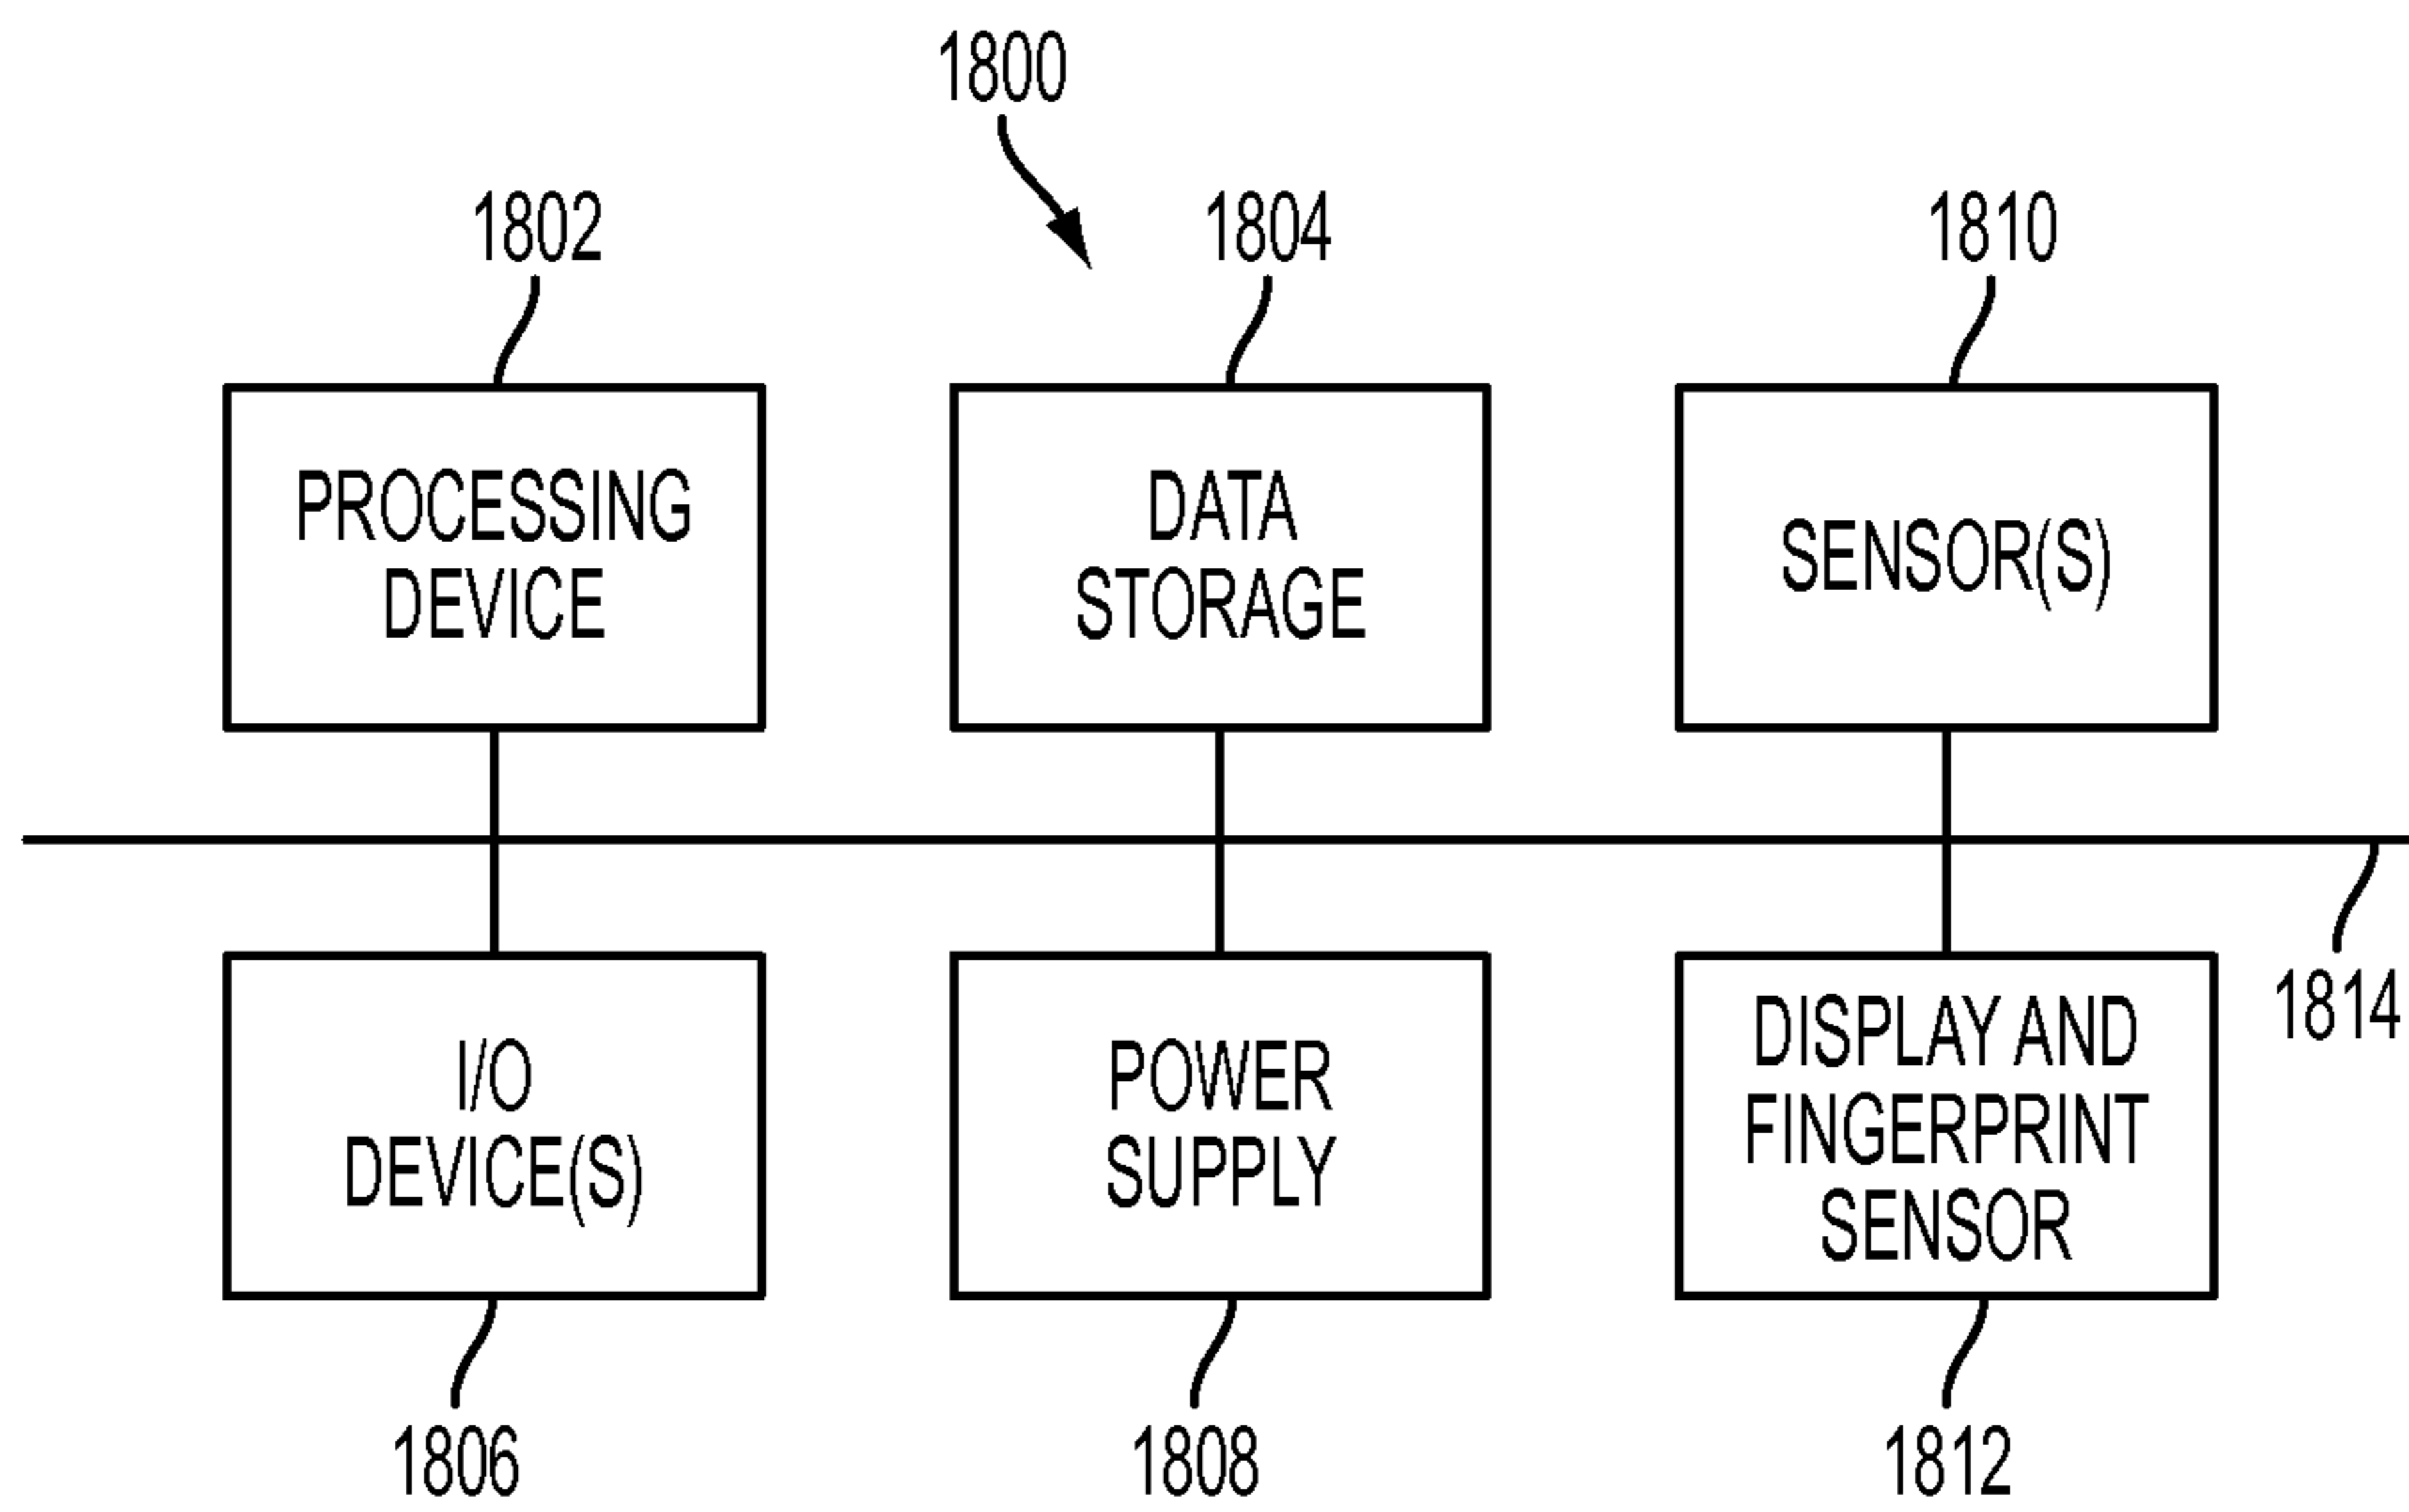 1800
1802
1804
1810
PROCESSING
DEVICE
DATA
STORAGE
SENSOR(S)
1814
I/O
DEVICE(S)
POWER
SUPPLY
DISPLAY AND
FINGERPRINT
SENSOR
1806
1808
1812